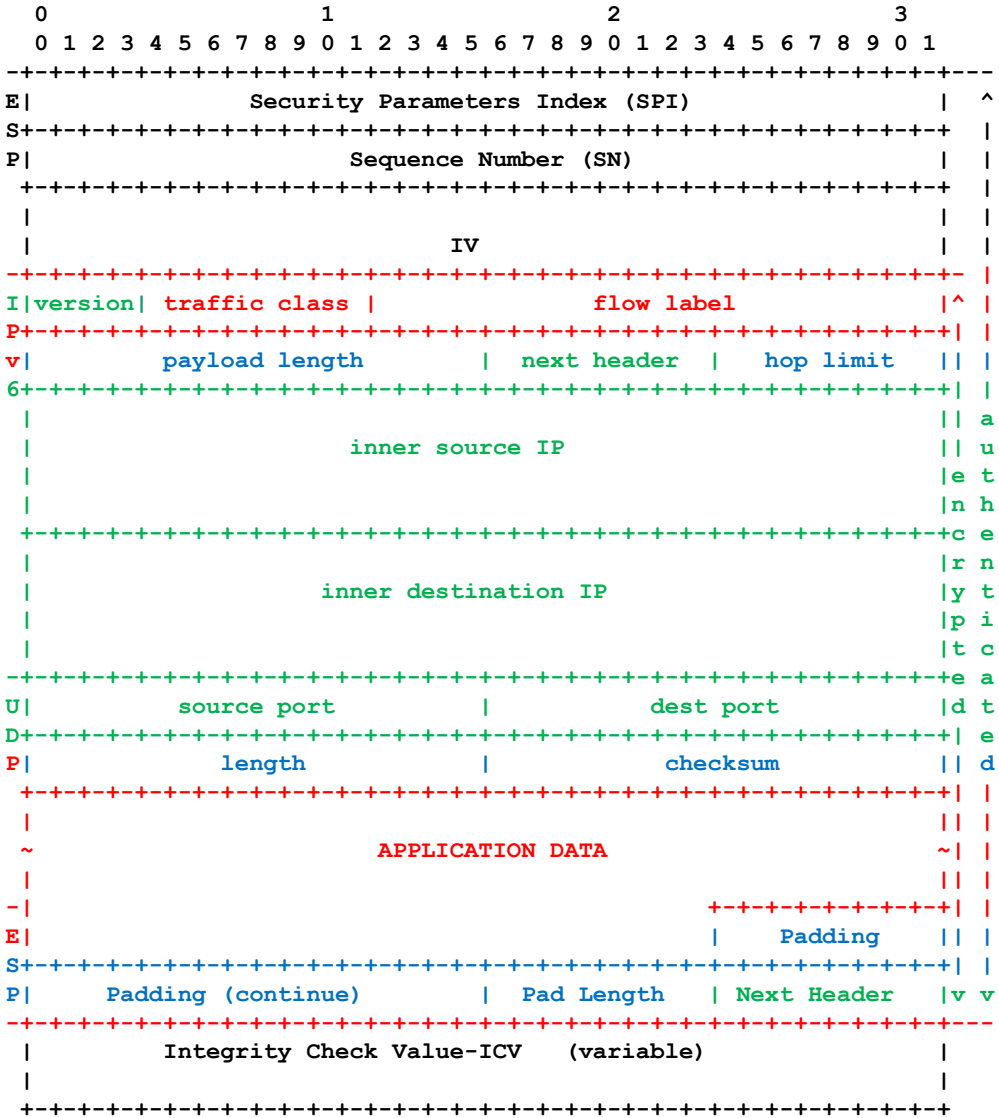 0                   1                   2                   3
  0 1 2 3 4 5 6 7 8 9 0 1 2 3 4 5 6 7 8 9 0 1 2 3 4 5 6 7 8 9 0 1
-+-+-+-+-+-+-+-+-+-+-+-+-+-+-+-+-+-+-+-+-+-+-+-+-+-+-+-+-+-+-+-+-+---
E|               Security Parameters Index (SPI)                 |  ^
S+-+-+-+-+-+-+-+-+-+-+-+-+-+-+-+-+-+-+-+-+-+-+-+-+-+-+-+-+-+-+-+-+  |
P|                      Sequence Number (SN)                     |  |
 +-+-+-+-+-+-+-+-+-+-+-+-+-+-+-+-+-+-+-+-+-+-+-+-+-+-+-+-+-+-+-+-+  |
 |                                                               |  |
 |                             IV                                |  |
-+-+-+-+-+-+-+-+-+-+-+-+-+-+-+-+-+-+-+-+-+-+-+-+-+-+-+-+-+-+-+-+-+- |
I|version| traffic class |               flow label              |^ |
P+-+-+-+-+-+-+-+-+-+-+-+-+-+-+-+-+-+-+-+-+-+-+-+-+-+-+-+-+-+-+-+-+| |
v|         payload length        |  next header  |   hop limit   || |
6+-+-+-+-+-+-+-+-+-+-+-+-+-+-+-+-+-+-+-+-+-+-+-+-+-+-+-+-+-+-+-+-+| |
 |                                                               || a
 |                      inner source IP                          || u
 |                                                               |e t
 |                                                               |n h
 +-+-+-+-+-+-+-+-+-+-+-+-+-+-+-+-+-+-+-+-+-+-+-+-+-+-+-+-+-+-+-+-+c e
 |                                                               |r n
 |                    inner destination IP                       |y t
 |                                                               |p i
 |                                                               |t c
-+-+-+-+-+-+-+-+-+-+-+-+-+-+-+-+-+-+-+-+-+-+-+-+-+-+-+-+-+-+-+-+-+e a
U|          source port          |           dest port           |d t
D+-+-+-+-+-+-+-+-+-+-+-+-+-+-+-+-+-+-+-+-+-+-+-+-+-+-+-+-+-+-+-+-+| e
P|             length            |            checksum           || d
 +-+-+-+-+-+-+-+-+-+-+-+-+-+-+-+-+-+-+-+-+-+-+-+-+-+-+-+-+-+-+-+-+| |
 |                                                               || |
 ~                        APPLICATION DATA                       ~| |
 |                                                               || |
-|                                               +-+-+-+-+-+-+-+-+| |
E|                                               |    Padding    || |
S+-+-+-+-+-+-+-+-+-+-+-+-+-+-+-+-+-+-+-+-+-+-+-+-+-+-+-+-+-+-+-+-+| |
P|     Padding (continue)        |  Pad Length   | Next Header   |v v
-+-+-+-+-+-+-+-+-+-+-+-+-+-+-+-+-+-+-+-+-+-+-+-+-+-+-+-+-+-+-+-+-+---
 |         Integrity Check Value-ICV   (variable)                |
 |                                                               |
 +-+-+-+-+-+-+-+-+-+-+-+-+-+-+-+-+-+-+-+-+-+-+-+-+-+-+-+-+-+-+-+-+